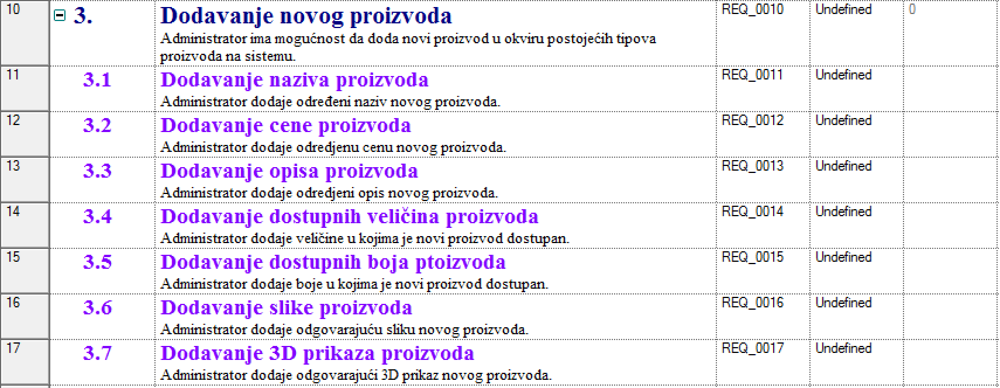 10 3. Dodavanje novog proizvoda REQ_0010 Undefined 0
Administrator ima mogućnost da doda novi proizvod u okviru postojećih tipova
proizvoda na sistemu.
11 3.1 Dodavanje naziva proizvoda REQ_0011 Undefined
Administrator dodaje određeni naziv novog proizvoda.
12 3.2 Dodavanje cene proizvoda REQ_0012 Undefined
Administrator dodaje odredjenu cenu novog proizvoda.
13 3.3 Dodavanje opisa proizvoda REQ_0013 Undefined
Administrator dodaje odredjeni opis novog proizvoda.
14 3.4 Dodavanje dostupnih veličina proizvoda REQ_0014 Undefined
Administrator dodaje veličine u kojima je novi proizvod dostupan.
15 3.5 Dodavanje dostupnih boja ptoizvoda REQ_0015 Undefined
Administrator dodaje boje u kojima je novi proizvod dostupan.
16 3.6 Dodavanje slike proizvoda REQ_0016 Undefined
Administrator dodaje odgovarajuću sliku novog proizvoda.
17 3.7 Dodavanje 3D prikaza proizvoda REQ_0017 Undefined
Administrator dodaje odgovarajući 3D prikaz novog proizvoda.